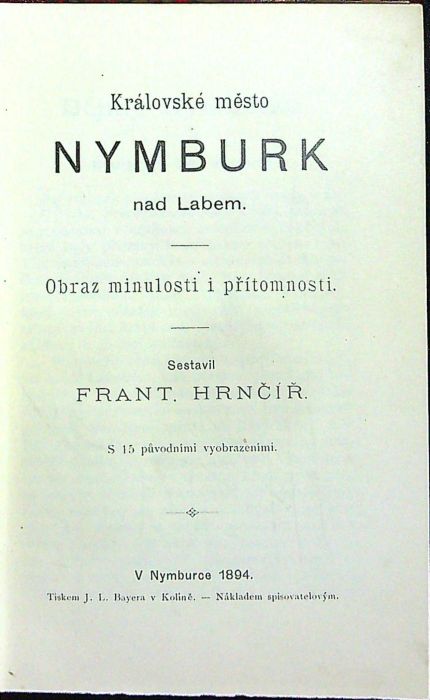 Královské město
NYMBURK
nad Labem.
Obraz minulosti i přítomnosti.
Sestavil
FRANT. HRNČÍŘ.
S 15 původními vyobrazeními.
V Nymburce 1894.
Tiskem J. L. Bayera v Kolíně. — Nákladem spisovatelovým.